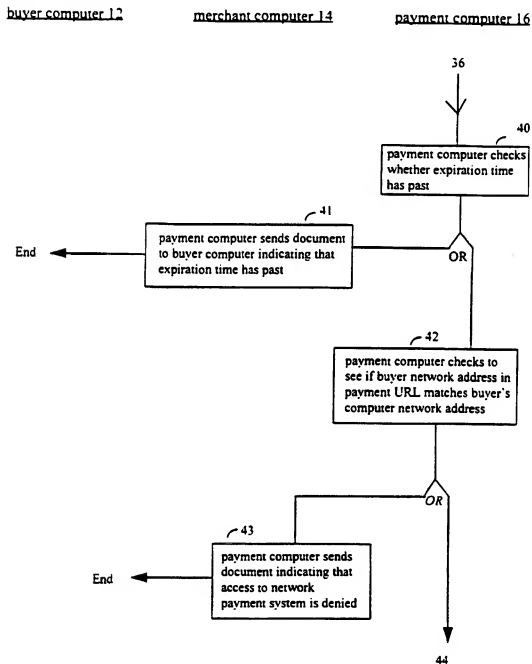 buyer computer 12 merchant computer 14 payment computer 16
36
40
payment computer checks
whether expiration time
has past
41
payment computer sends document
to buyer computer indicating that
expiration time has past
End
OR
42
payment computer checks to
see if buyer network address in
payment URL matches buyer's
computer network address
OR
43
payment computer sends
document indicating that
access to network
payment system is denied
End
44